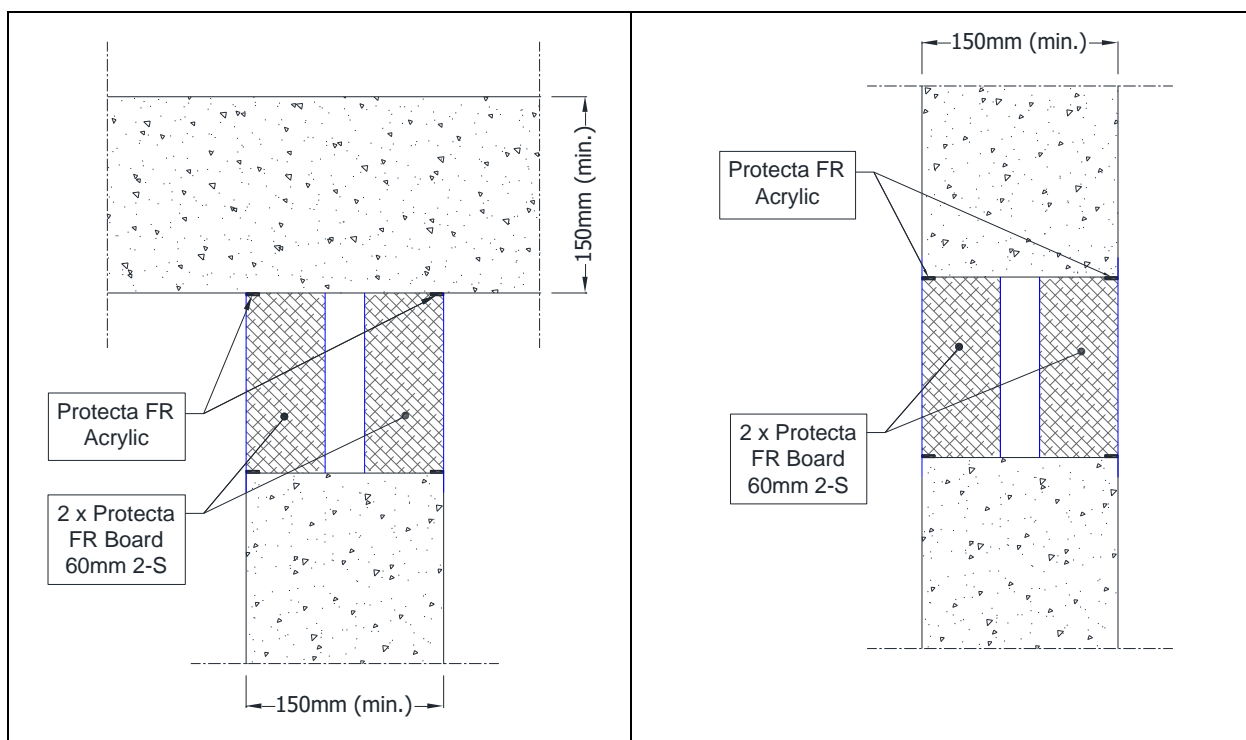 150mm (min.)
Protecta FR
Acrylic
2 x Protecta
FR Board
60mm 2-S
150mm (min.)
150mm (min.)
Protecta FR
Acrylic
2 x Protecta
FR Board
60mm 2-S